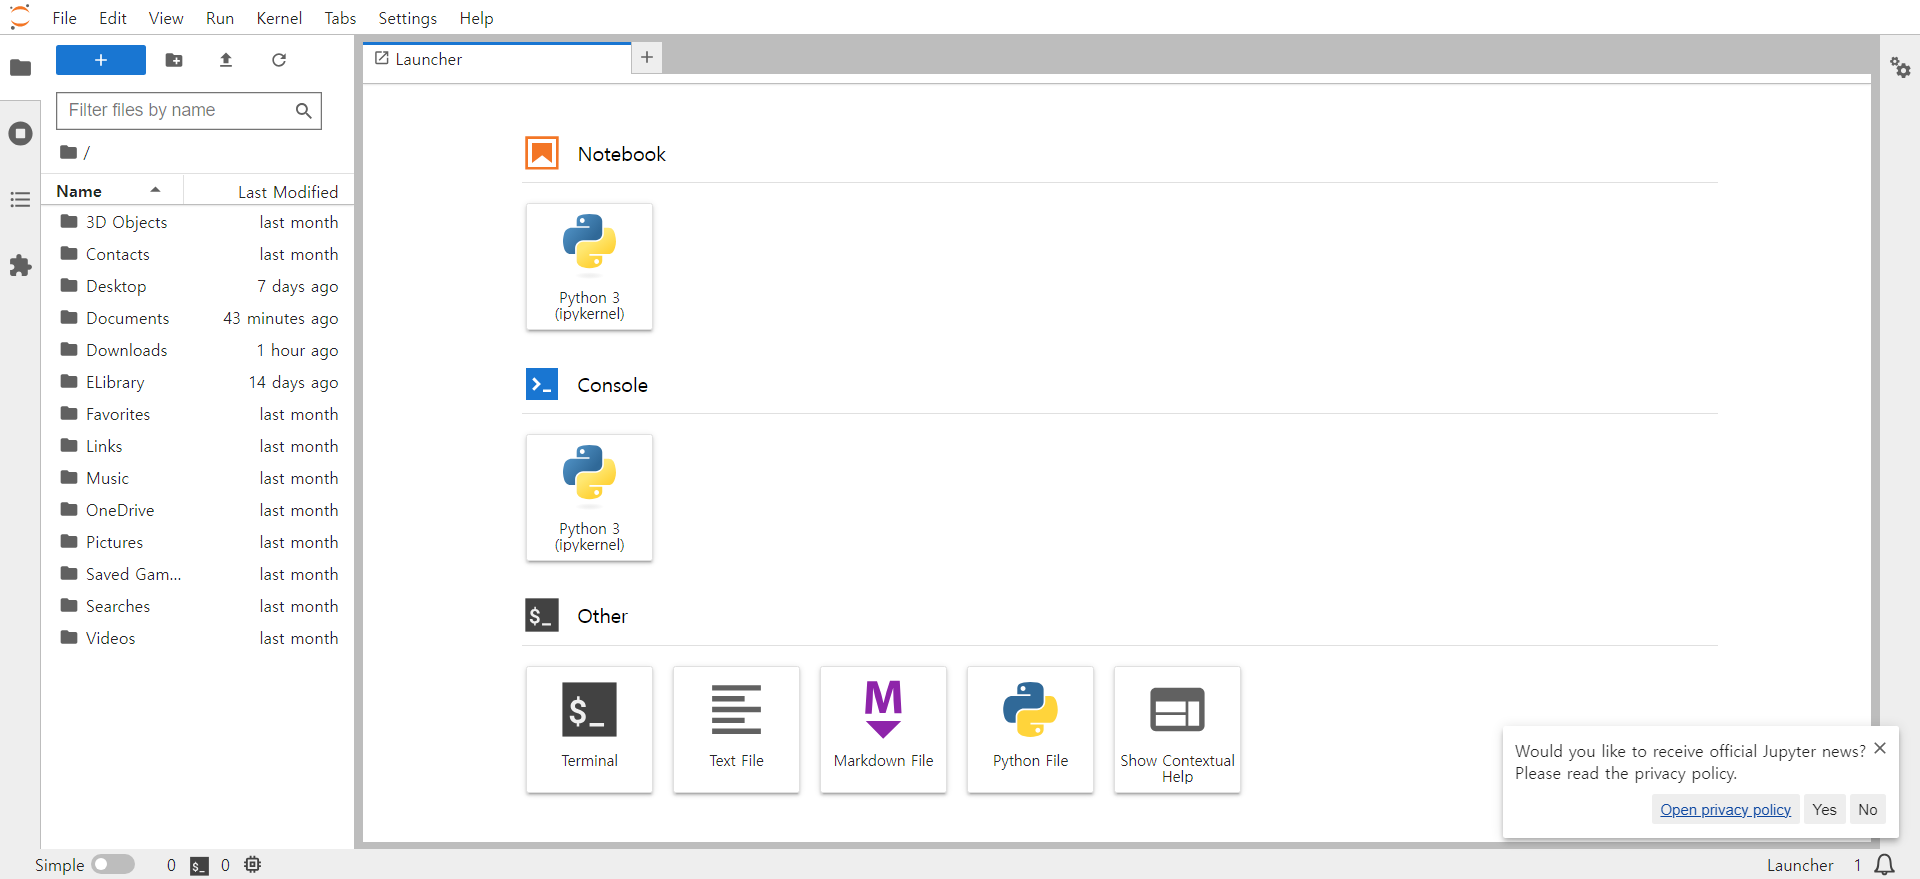 File Edit View Run Kernel Tabs Settings Help
Launcher
Filter files by name
/
Name Last Modified
3D Objects last month
Contacts last month
Desktop 7 days ago
Documents 43 minutes ago
Downloads 1 hour ago
ELibrary 14 days ago
Favorites last month
Links last month
Music last month
OneDrive last month
Pictures last month
Saved Gam... last month
Searches last month
Videos last month
Notebook
Python 3
(ipykernel)
Console
Python 3
(ipykernel)
$_ Other
$_
Terminal
Text File
M
Markdown File
Python File
Show Contextual
Help
Would you like to receive official Jupyter news?
Please read the privacy policy.
Open privacy policy Yes No
Simple 0 $_ 0
Launcher 1